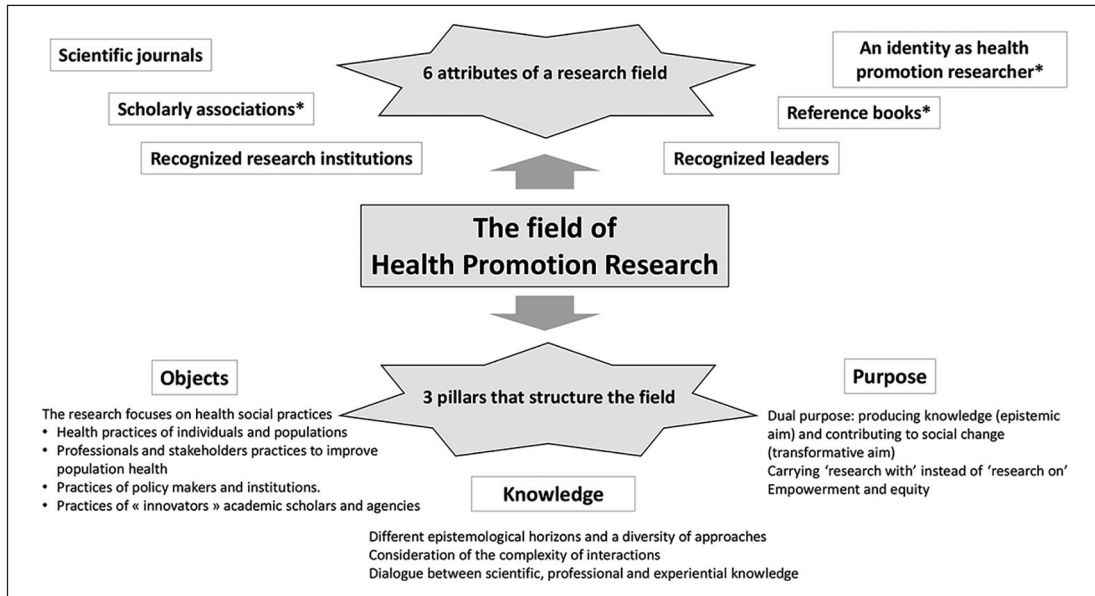 Scientific journals
Scholarly associations*
Recognized research institutions
6 attributes of a research field
An identity as health
promotion researcher*
Reference books*
Recognized leaders
The field of
Health Promotion Research
3 pillars that structure the field
Objects
The research focuses on health social practices
• Health practices of individuals and populations
• Professionals and stakeholders practices to improve
population health
• Practices of policy makers and institutions.
• Practices of « innovators » academic scholars and agencies
Knowledge
Different epistemological horizons and a diversity of approaches
Consideration of the complexity of interactions
Dialogue between scientific, professional and experiential knowledge
Purpose
Dual purpose: producing knowledge (epistemic
aim) and contributing to social change
(transformative aim)
Carrying ‘research with’ instead of ‘research on’
Empowerment and equity